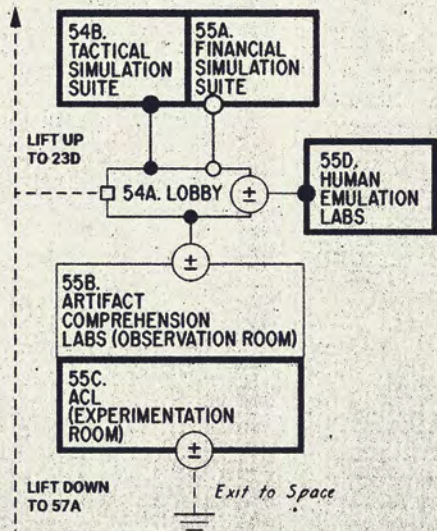 54B.
TACTICAL
SIMULATION
SUITE
55A.
FINANCIAL
SIMULATION
SUITE
LIFT UP
TO 23D
54A. LOBBY
±
55D.
HUMAN
EMULATION
LABS
±
55B.
ARTIFACT
COMPREHENSION
LABS (OBSERVATION ROOM)
55C.
ACL
(EXPERIMENTATION
ROOM)
±
LIFT DOWN
TO 57A
Exit to Space